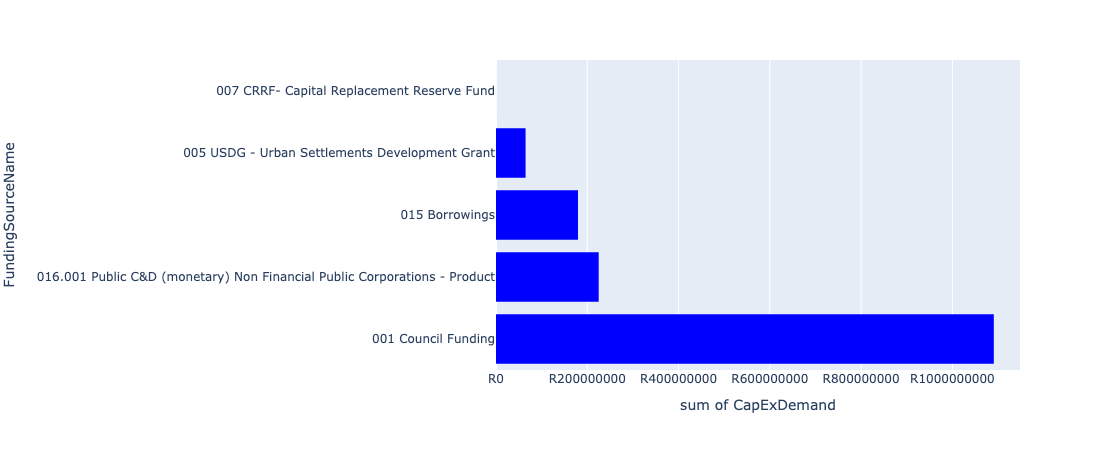 007 CRRF- Capital Replacement Reserve Fund
005 USDG - Urban Settlements Development Grant
015 Borrowings
016.001 Public C&D (monetary) Non Financial Public Corporations - Product
001 Council Funding
FundingSourceName
R0 R200000000 R400000000 R600000000 R800000000 R1000000000
sum of CapExDemand